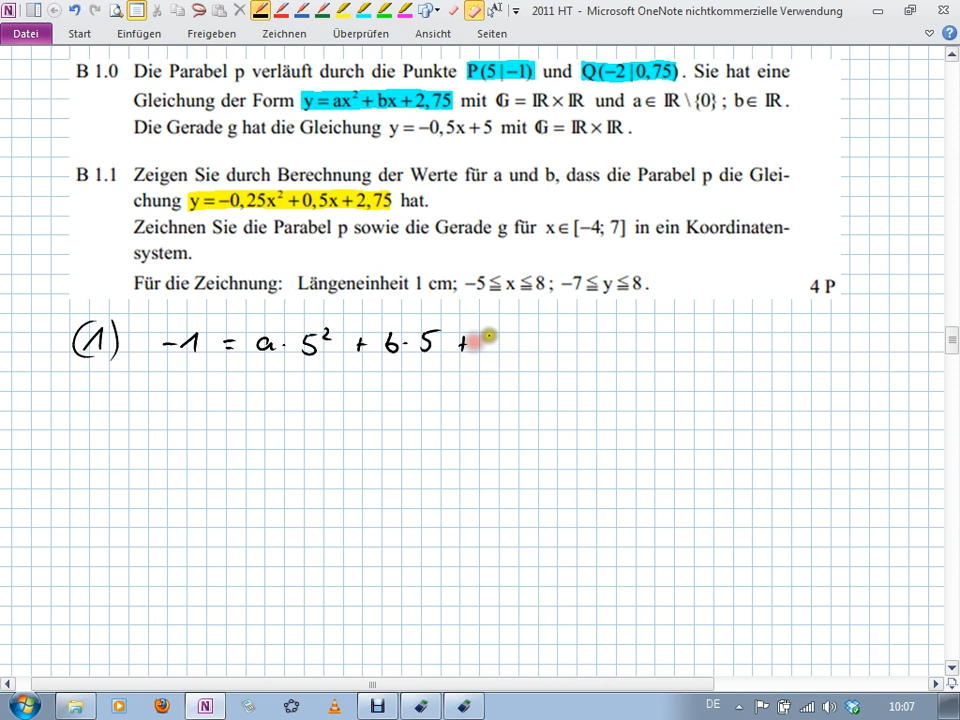 2011 HT - Microsoft OneNote nichtkommerzielle Verwendung
Datei Start Einfügen Freigeben Zeichnen Überprüfen Ansicht Seiten
B 1.0 Die Parabel p verläuft durch die Punkte P(5|−1) und Q(−2|0,75). Sie hat eine
Gleichung der Form y = ax² + bx + 2,75 mit 𝔾 = ℝ × ℝ und a ∈ ℝ \ {0}; b ∈ ℝ.
Die Gerade g hat die Gleichung y = −0,5x + 5 mit 𝔾 = ℝ × ℝ.
B 1.1 Zeigen Sie durch Berechnung der Werte für a und b, dass die Parabel p die Glei-
chung y = −0,25x² + 0,5x + 2,75 hat.
Zeichnen Sie die Parabel p sowie die Gerade g für x ∈ [−4; 7] in ein Koordinaten-
system.
Für die Zeichnung: Längeneinheit 1 cm; −5 ≦ x ≦ 8; −7 ≦ y ≦ 8.
4 P
(1) -1 = a · 5² + b · 5 +
DE 10:07